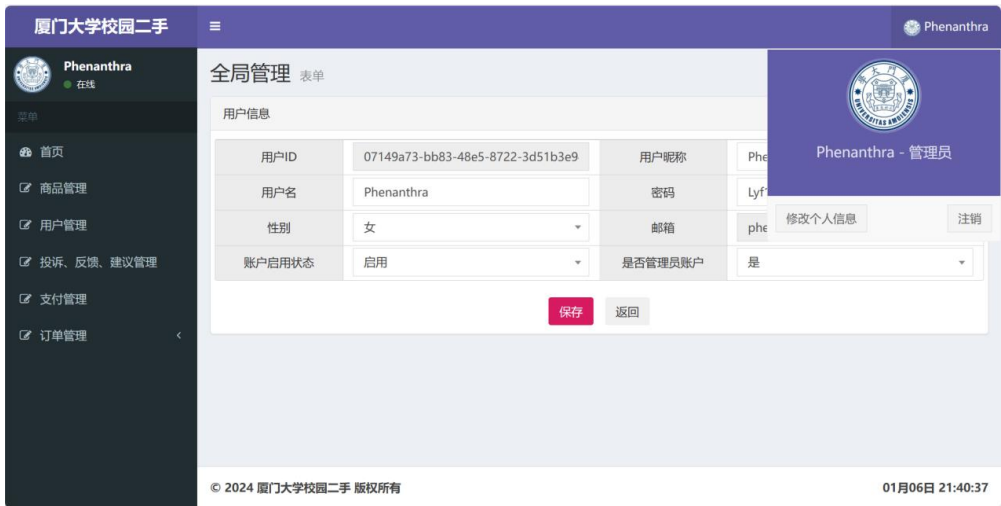 厦门大学校园二手
Phenanthra
Phenanthra
在线
菜单
首页
商品管理
用户管理
投诉、反馈、建议管理
支付管理
订单管理
全局管理 表单
用户信息
用户ID 07149a73-bb83-48e5-8722-3d51b3e9 用户昵称 Phe
用户名 Phenanthra 密码 Lyf
性别 女 邮箱 phe
账户启用状态 启用 是否管理员账户 是
保存 返回
Phenanthra - 管理员
修改个人信息 注销
© 2024 厦门大学校园二手 版权所有 01月06日 21:40:37